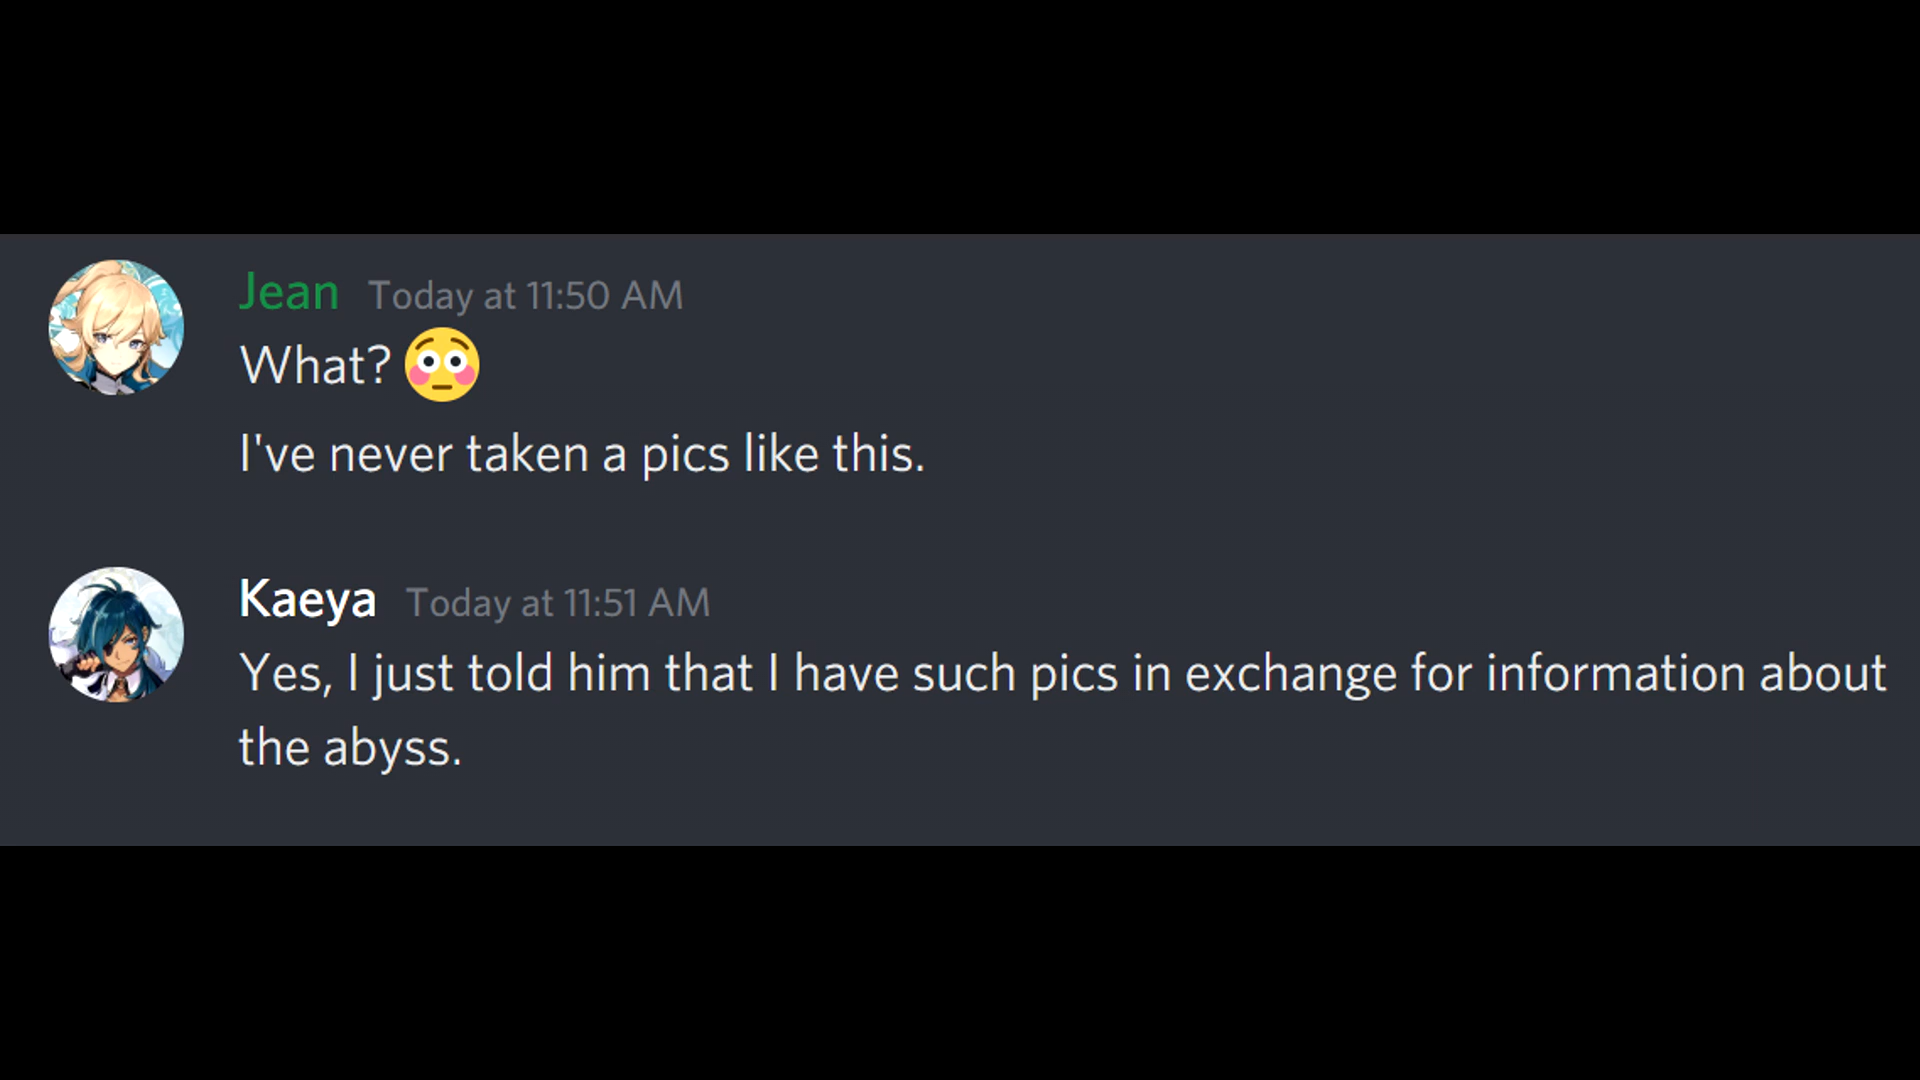 Jean Today at 11:50 AM
What? 😳
I've never taken a pics like this.
Kaeya Today at 11:51 AM
Yes, I just told him that I have such pics in exchange for information about
the abyss.